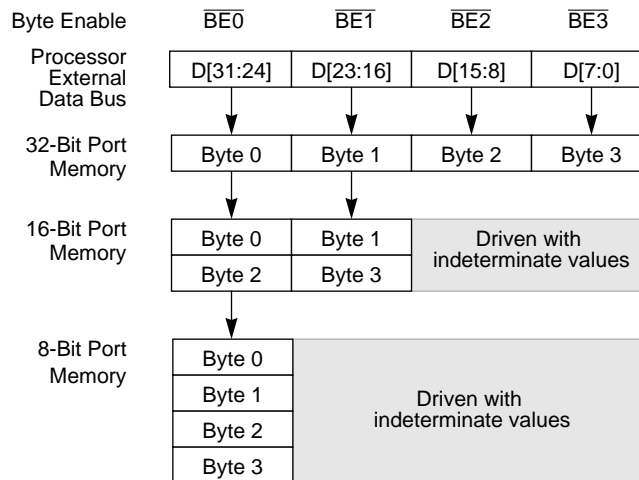 Byte Enable BE0 BE1 BE2 BE3
Processor
External
Data Bus
D[31:24] D[23:16] D[15:8] D[7:0]
32-Bit Port
Memory
Byte 0 Byte 1 Byte 2 Byte 3
16-Bit Port
Memory
Byte 0 Byte 1
Byte 2 Byte 3
Driven with
indeterminate values
8-Bit Port
Memory
Byte 0
Byte 1
Byte 2
Byte 3
Driven with
indeterminate values